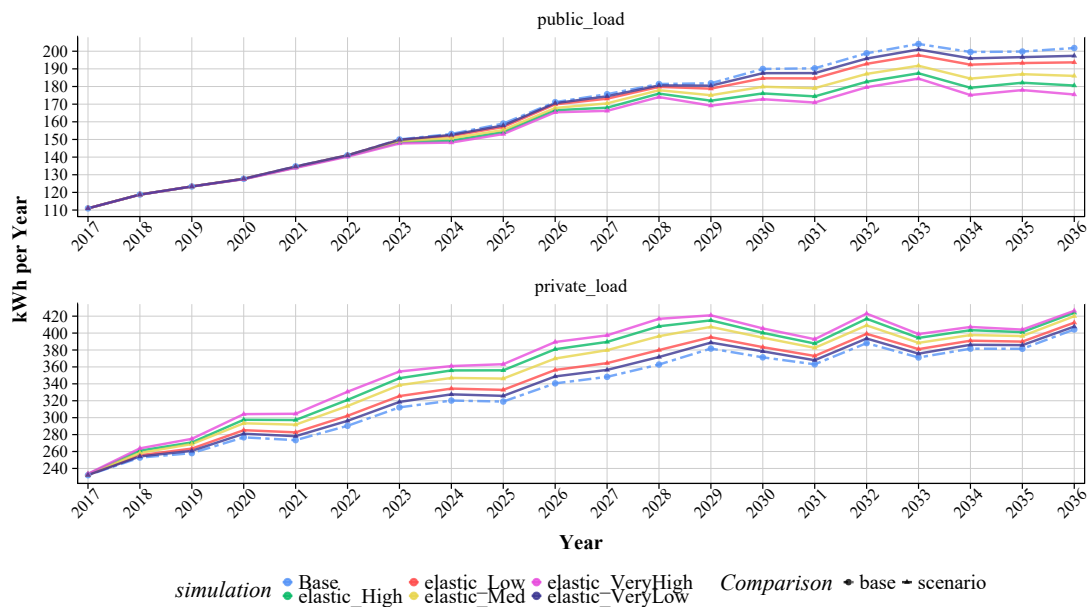 public_load
200
190
180
170
160
150
140
130
120
110
2017 2018 2019 2020 2021 2022 2023 2024 2025 2026 2027 2028 2029 2030 2031 2032 2033 2034 2035 2036
kWh per Year
private_load
420
400
380
360
340
320
300
280
260
240
2017 2018 2019 2020 2021 2022 2023 2024 2025 2026 2027 2028 2029 2030 2031 2032 2033 2034 2035 2036
Year
simulation Base elastic_Low elastic_VeryHigh Comparison base scenario
elastic_High elastic_Med elastic_VeryLow